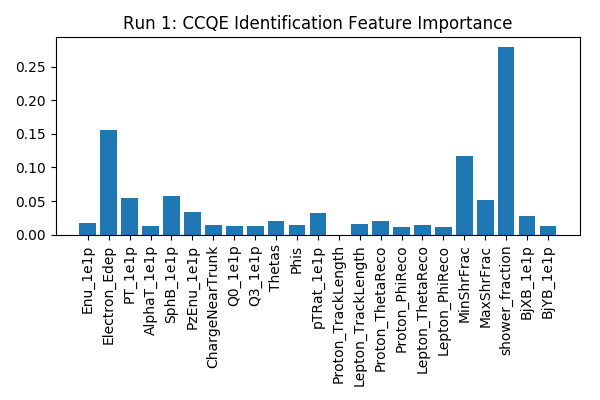 Run 1: CCQE Identification Feature Importance
0.25
0.20
0.15
0.10
0.05
0.00
Enu_1e1p
Electron_Edep
PT_1e1p
AlphaT_1e1p
SphB_1e1p
PzEnu_1e1p
ChargeNearTrunk
Q0_1e1p
Q3_1e1p
Thetas
Phis
pTRat_1e1p
Proton_TrackLength
Lepton_TrackLength
Proton_ThetaReco
Proton_PhiReco
Lepton_ThetaReco
Lepton_PhiReco
MinShrFrac
MaxShrFrac
shower_fraction
BjXB_1e1p
BjYB_1e1p